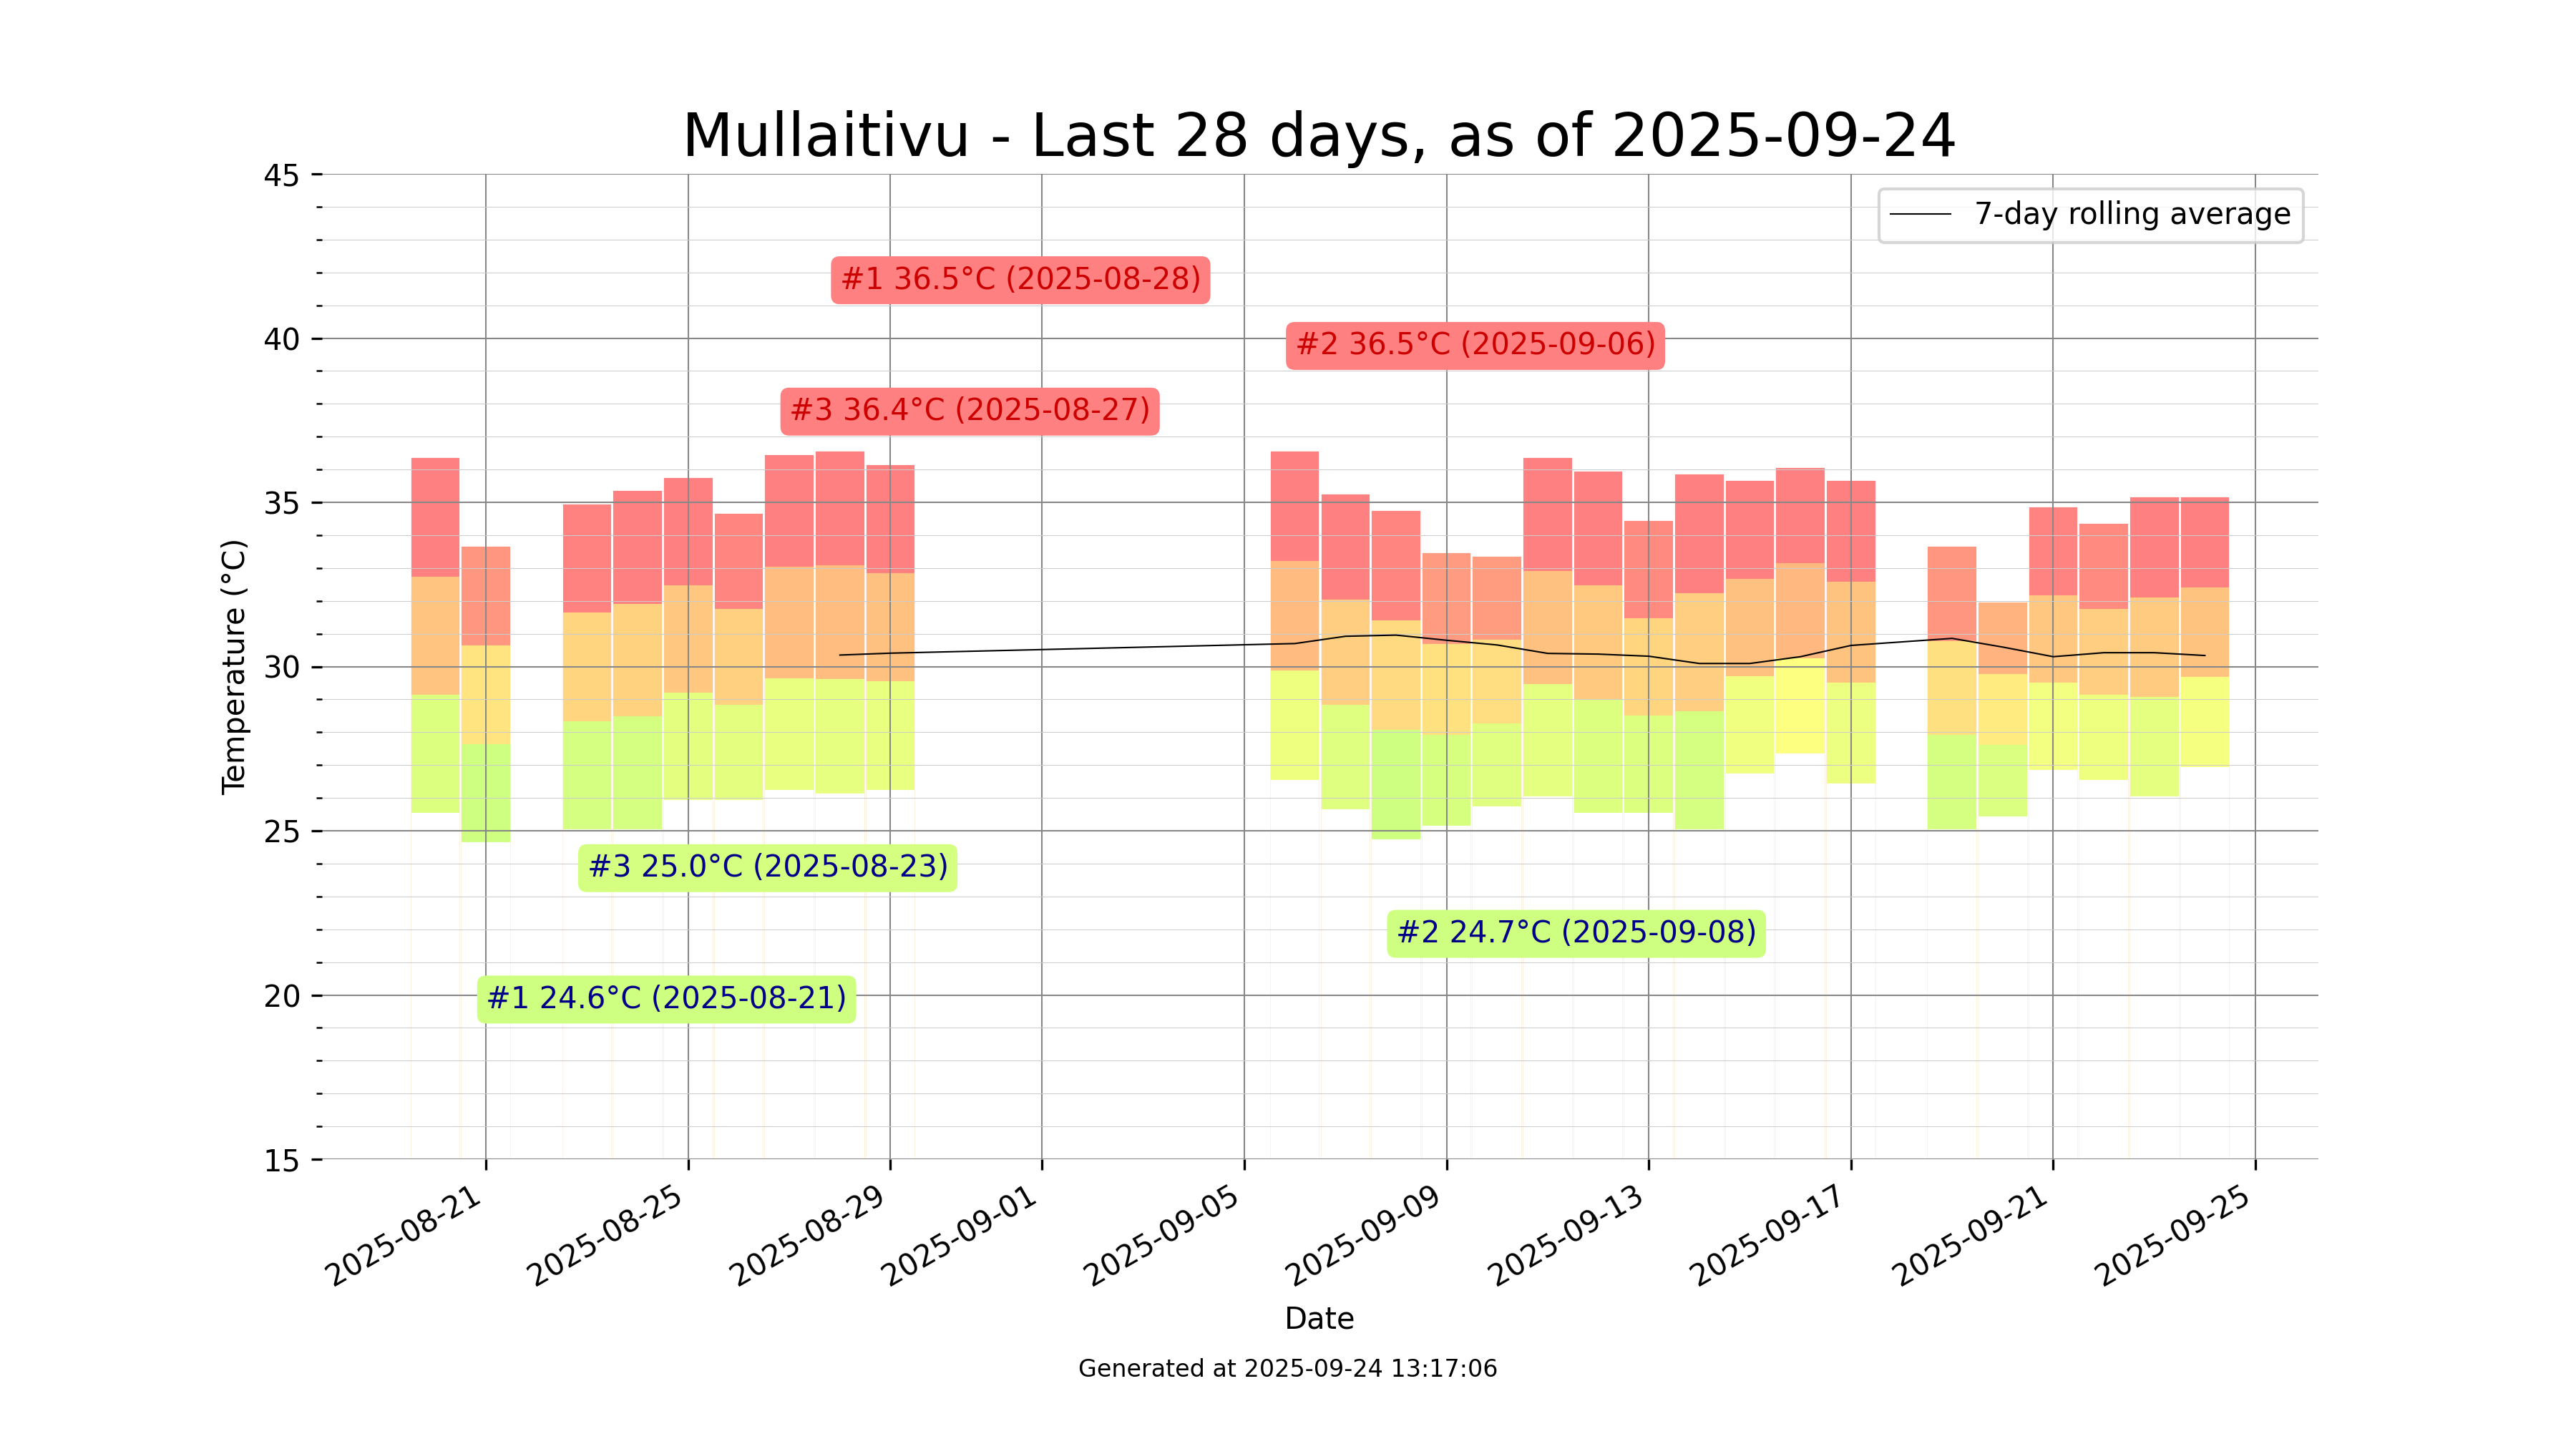 Mullaitivu - Last 28 days, as of 2025-09-24
7-day rolling average
#1 36.5°C (2025-08-28)
#2 36.5°C (2025-09-06)
#3 36.4°C (2025-08-27)
#3 25.0°C (2025-08-23)
#2 24.7°C (2025-09-08)
#1 24.6°C (2025-08-21)
Temperature (°C)
45
40
35
30
25
20
15
2025-08-21
2025-08-25
2025-08-29
2025-09-01
2025-09-05
2025-09-09
2025-09-13
2025-09-17
2025-09-21
2025-09-25
Date
Generated at 2025-09-24 13:17:06